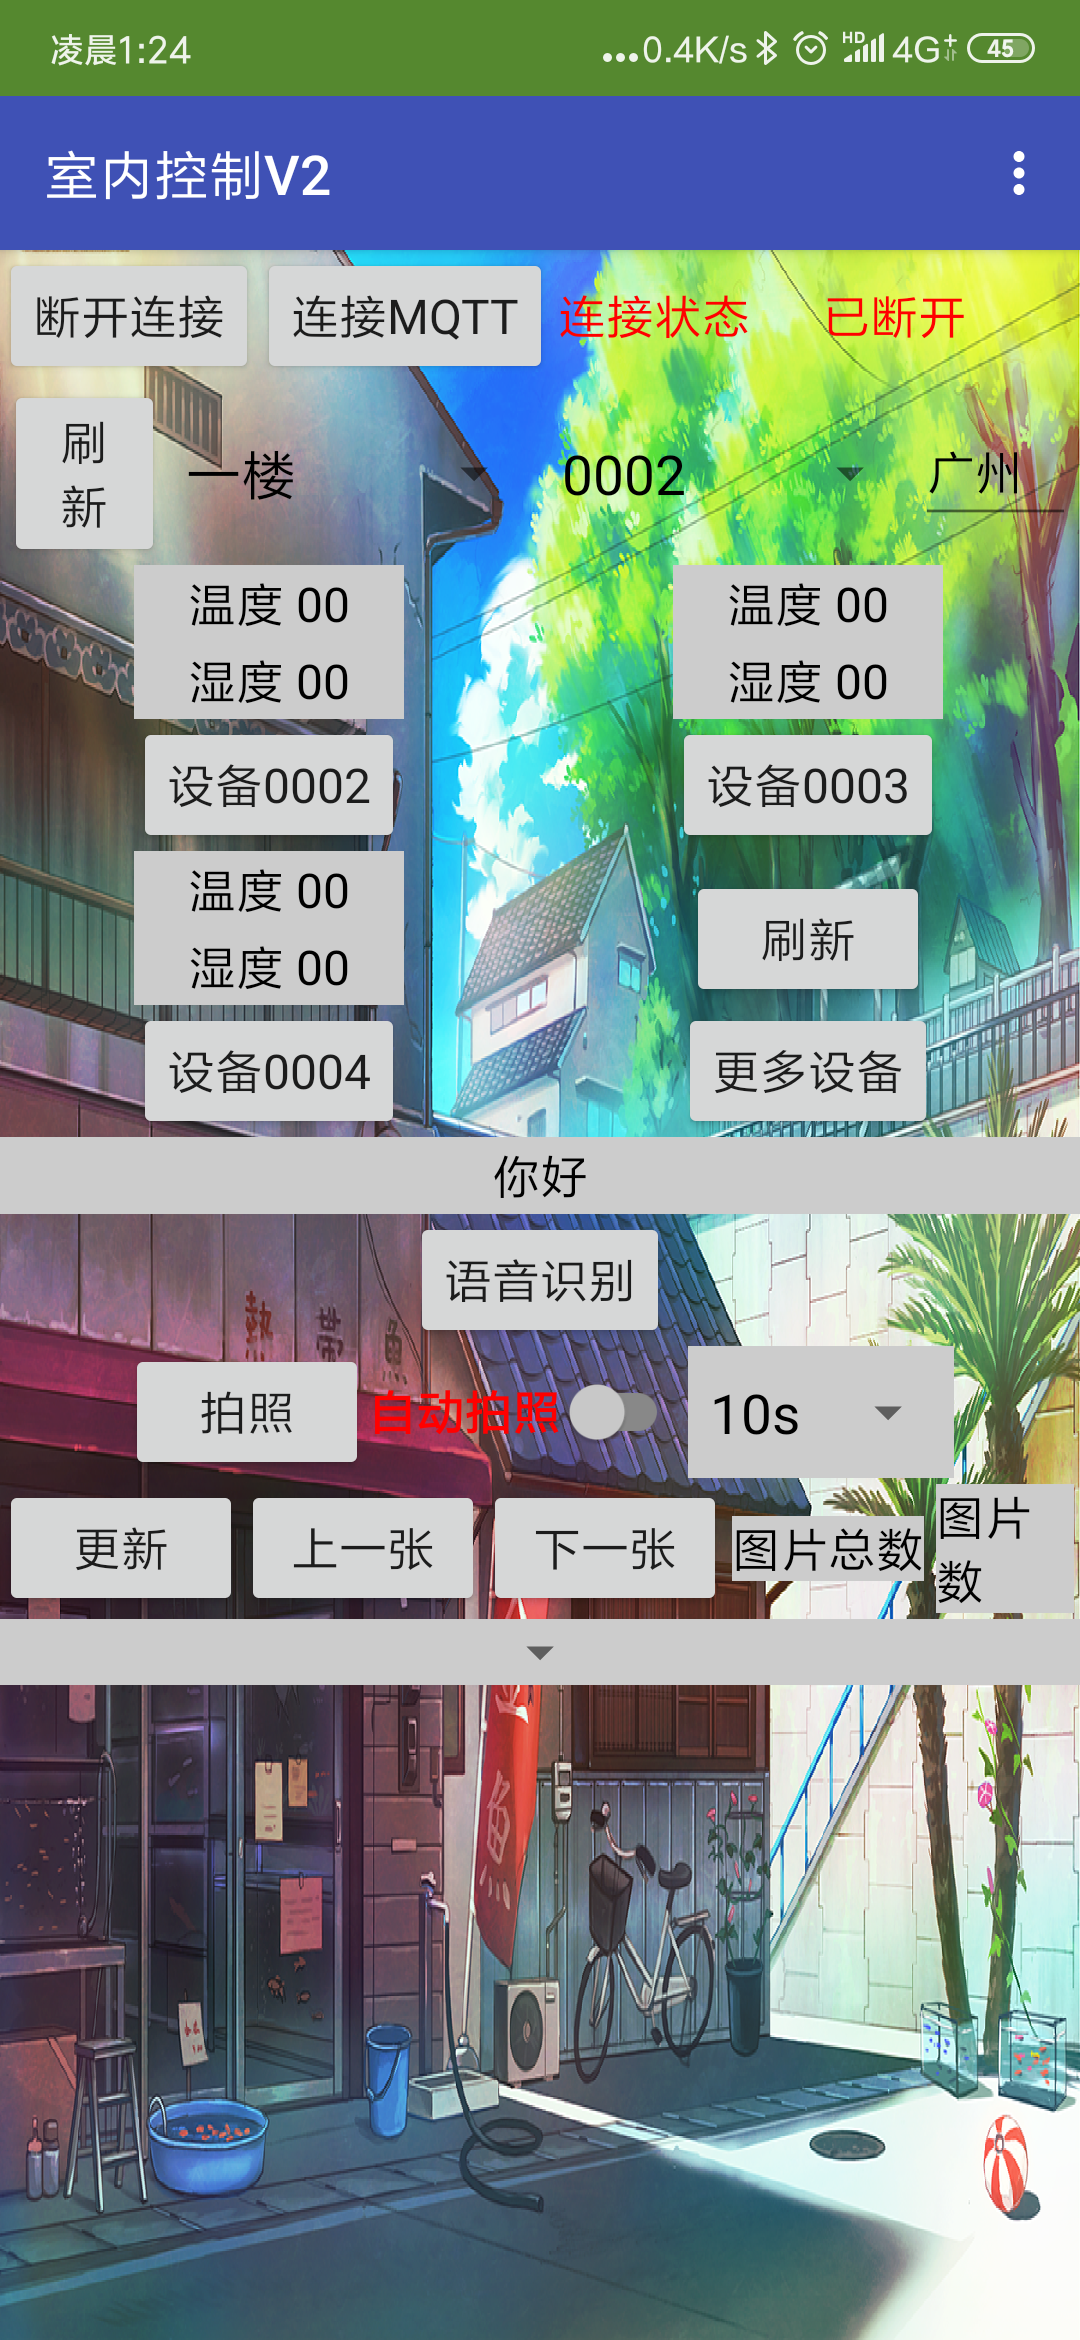 凌晨1:24
...0.4K/s HD 4G+ 45
室内控制V2
断开连接 连接MQTT 连接状态 已断开
刷
新
一楼 0002 广州
温度 00 温度 00
湿度 00 湿度 00
设备0002 设备0003
温度 00
湿度 00
刷新
设备0004 更多设备
你好
语音识别
熱帯魚
拍照 自动拍照 10s
更新 上一张 下一张 图片总数
图片
数
魚